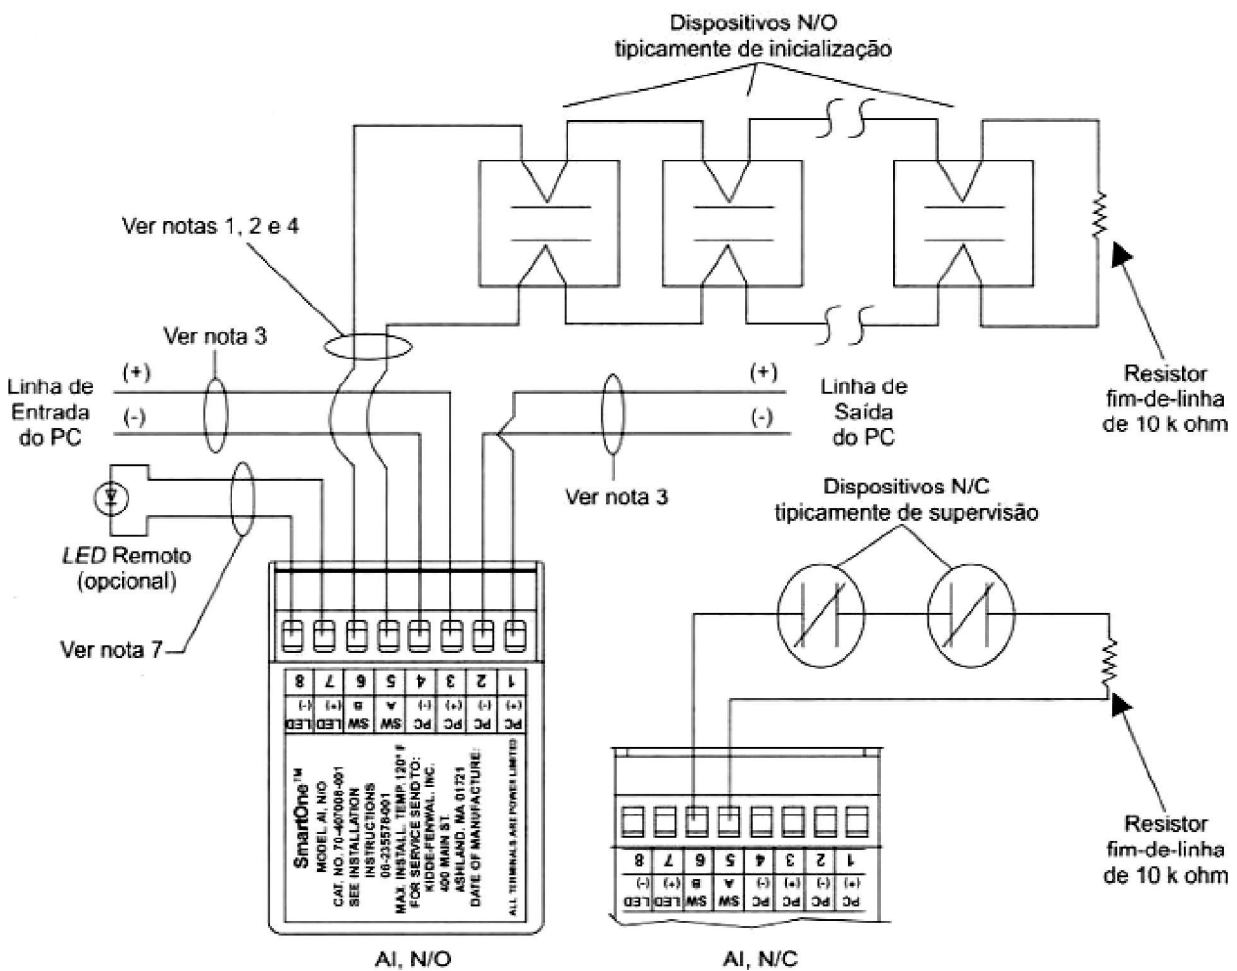 Dispositivos N/O
tipicamente de inicialização
Ver notas 1, 2 e 4
Ver nota 3
Linha de
Entrada
do PC
(+)
(-)
(+)
(-)
Linha de
Saída
do PC
Resistor
fim-de-linha
de 10 k ohm
Ver nota 3
LED Remoto
(opcional)
Ver nota 7
Dispositivos N/C
tipicamente de supervisão
8 7 6 5 4 3 2 1
(-) (+) B A (-) (+) (-) (+)
LED LED SW SW PC PC PC PC
SmartOne™
MODEL AI, N/O
CAT. NO. 70-407008-001
SEE INSTALLATION
INSTRUCTIONS
06-235578-001
MAX. INSTALL. TEMP. 120° F
FOR SERVICE SEND TO:
KIDDE-FENWAL, INC.
400 MAIN ST.
ASHLAND, MA 01721
DATE OF MANUFACTURE:
ALL TERMINALS ARE POWER LIMITED
AI, N/O
8 7 6 5 4 3 2 1
(-) (+) B A (-) (+) (-) (+)
LED LED SW SW PC PC PC PC
AI, N/C
Resistor
fim-de-linha
de 10 k ohm